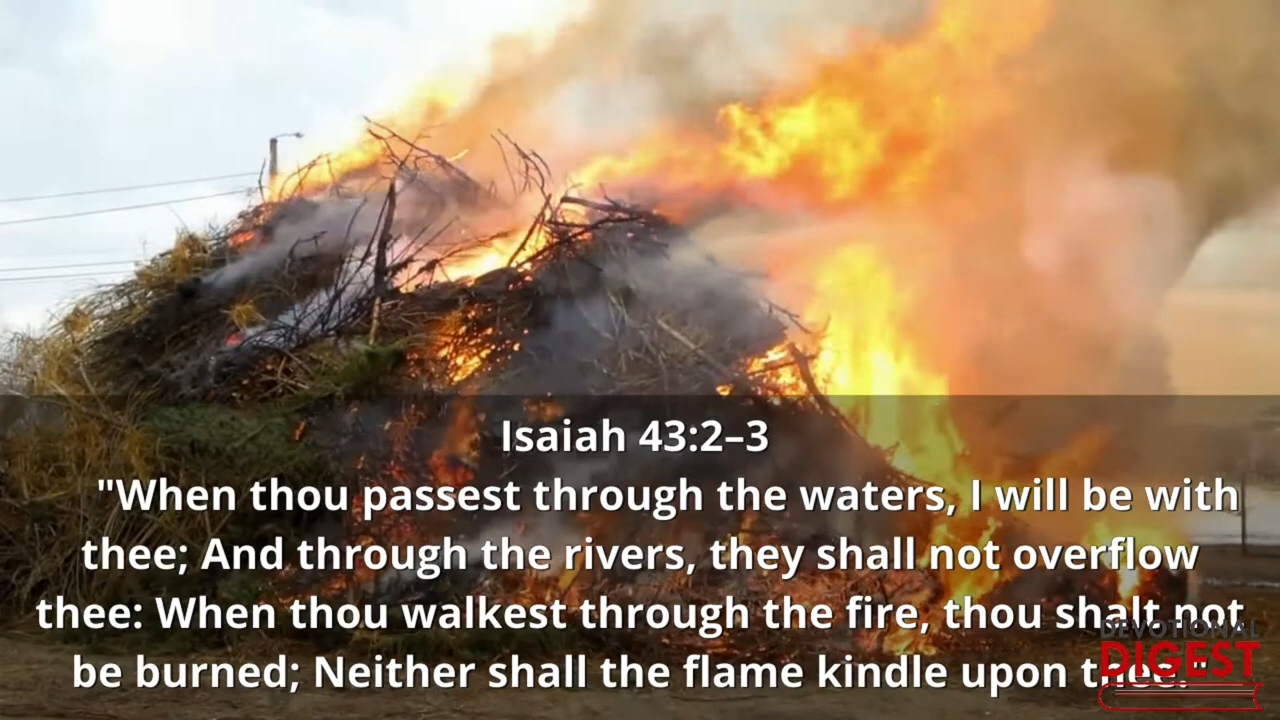 Isaiah 43:2–3
"When thou passest through the waters, I will be with
thee; And through the rivers, they shall not overflow
thee: When thou walkest through the fire, thou shalt not
be burned; Neither shall the flame kindle upon thee."
DEVOTIONAL
DIGEST